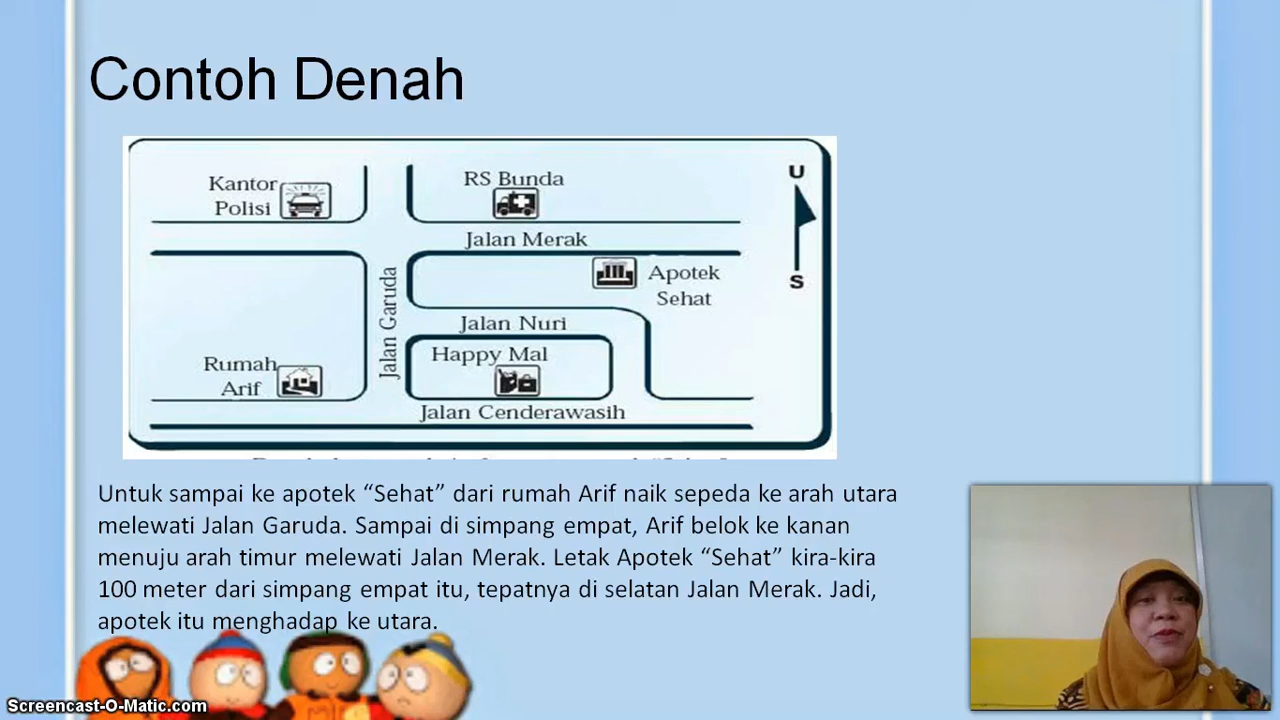 Contoh Denah
Kantor
Polisi
RS Bunda
U
Jalan Merak
Apotek
Sehat
S
Jalan Garuda
Jalan Nuri
Happy Mal
Rumah
Arif
Jalan Cenderawasih
Untuk sampai ke apotek “Sehat” dari rumah Arif naik sepeda ke arah utara
melewati Jalan Garuda. Sampai di simpang empat, Arif belok ke kanan
menuju arah timur melewati Jalan Merak. Letak Apotek “Sehat” kira-kira
100 meter dari simpang empat itu, tepatnya di selatan Jalan Merak. Jadi,
apotek itu menghadap ke utara.
Screencast-O-Matic.com